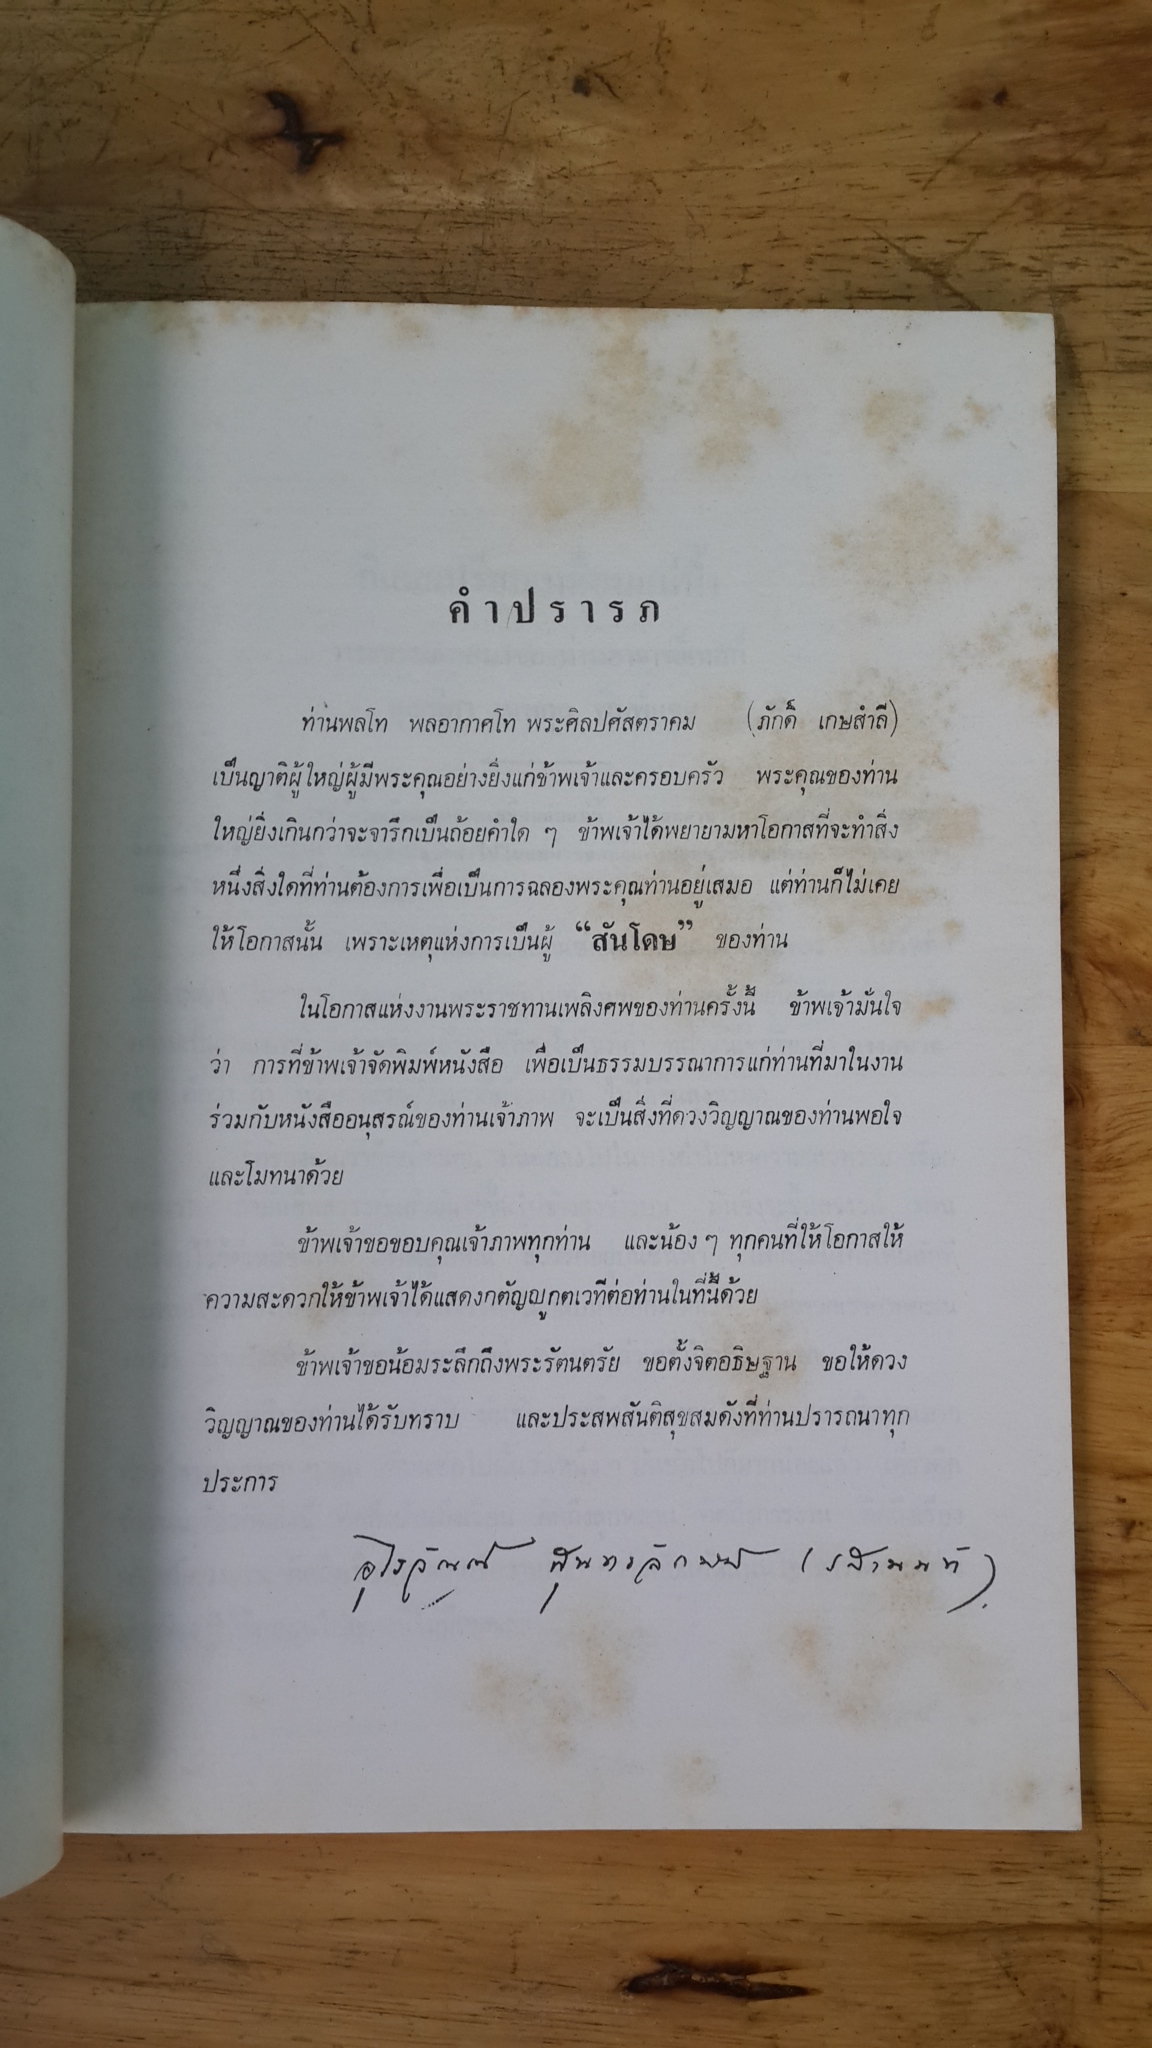 คำปรารภ
ท่านพลโท พลอากาศโท พระศิลปศัสตราคม (ภักดิ์ เกษสำลี)
เป็นญาติผู้ใหญ่ผู้มีพระคุณอย่างยิ่งแก่ข้าพเจ้าและครอบครัว พระคุณของท่าน
ใหญ่ยิ่งเกินกว่าจะจารึกเป็นถ้อยคำใด ๆ ข้าพเจ้าได้พยายามหาโอกาสที่จะทำสิ่ง
หนึ่งสิ่งใดที่ท่านต้องการเพื่อเป็นการฉลองพระคุณท่านอยู่เสมอ แต่ท่านก็ไม่เคย
ให้โอกาสนั้น เพราะเหตุแห่งการเป็นผู้ “สันโดษ” ของท่าน
ในโอกาสแห่งงานพระราชทานเพลิงศพของท่านครั้งนี้ ข้าพเจ้ามั่นใจ
ว่า การที่ข้าพเจ้าจัดพิมพ์หนังสือ เพื่อเป็นธรรมบรรณาการแก่ท่านที่มาในงาน
ร่วมกับหนังสืออนุสรณ์ของท่านเจ้าภาพ จะเป็นสิ่งที่ดวงวิญญาณของท่านพอใจ
และโมทนาด้วย
ข้าพเจ้าขอขอบคุณเจ้าภาพทุกท่าน และน้อง ๆ ทุกคนที่ให้โอกาสให้
ความสะดวกให้ข้าพเจ้าได้แสดงกตัญญูกตเวทีต่อท่านในที่นี้ด้วย
ข้าพเจ้าขอน้อมระลึกถึงพระรัตนตรัย ขอตั้งจิตอธิษฐาน ขอให้ดวง
วิญญาณของท่านได้รับทราบ และประสพสันติสุขสมดังที่ท่านปรารถนาทุก
ประการ